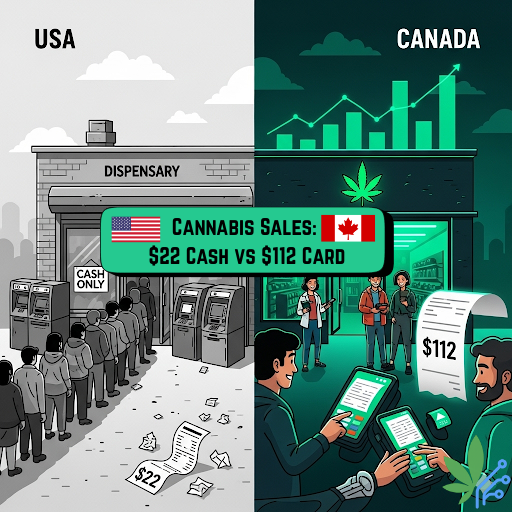 USA
CANADA
DISPENSARY
CANNABIS SALES:
$22 CASH VS $112 CARD
CASH
ONLY
$112
$22